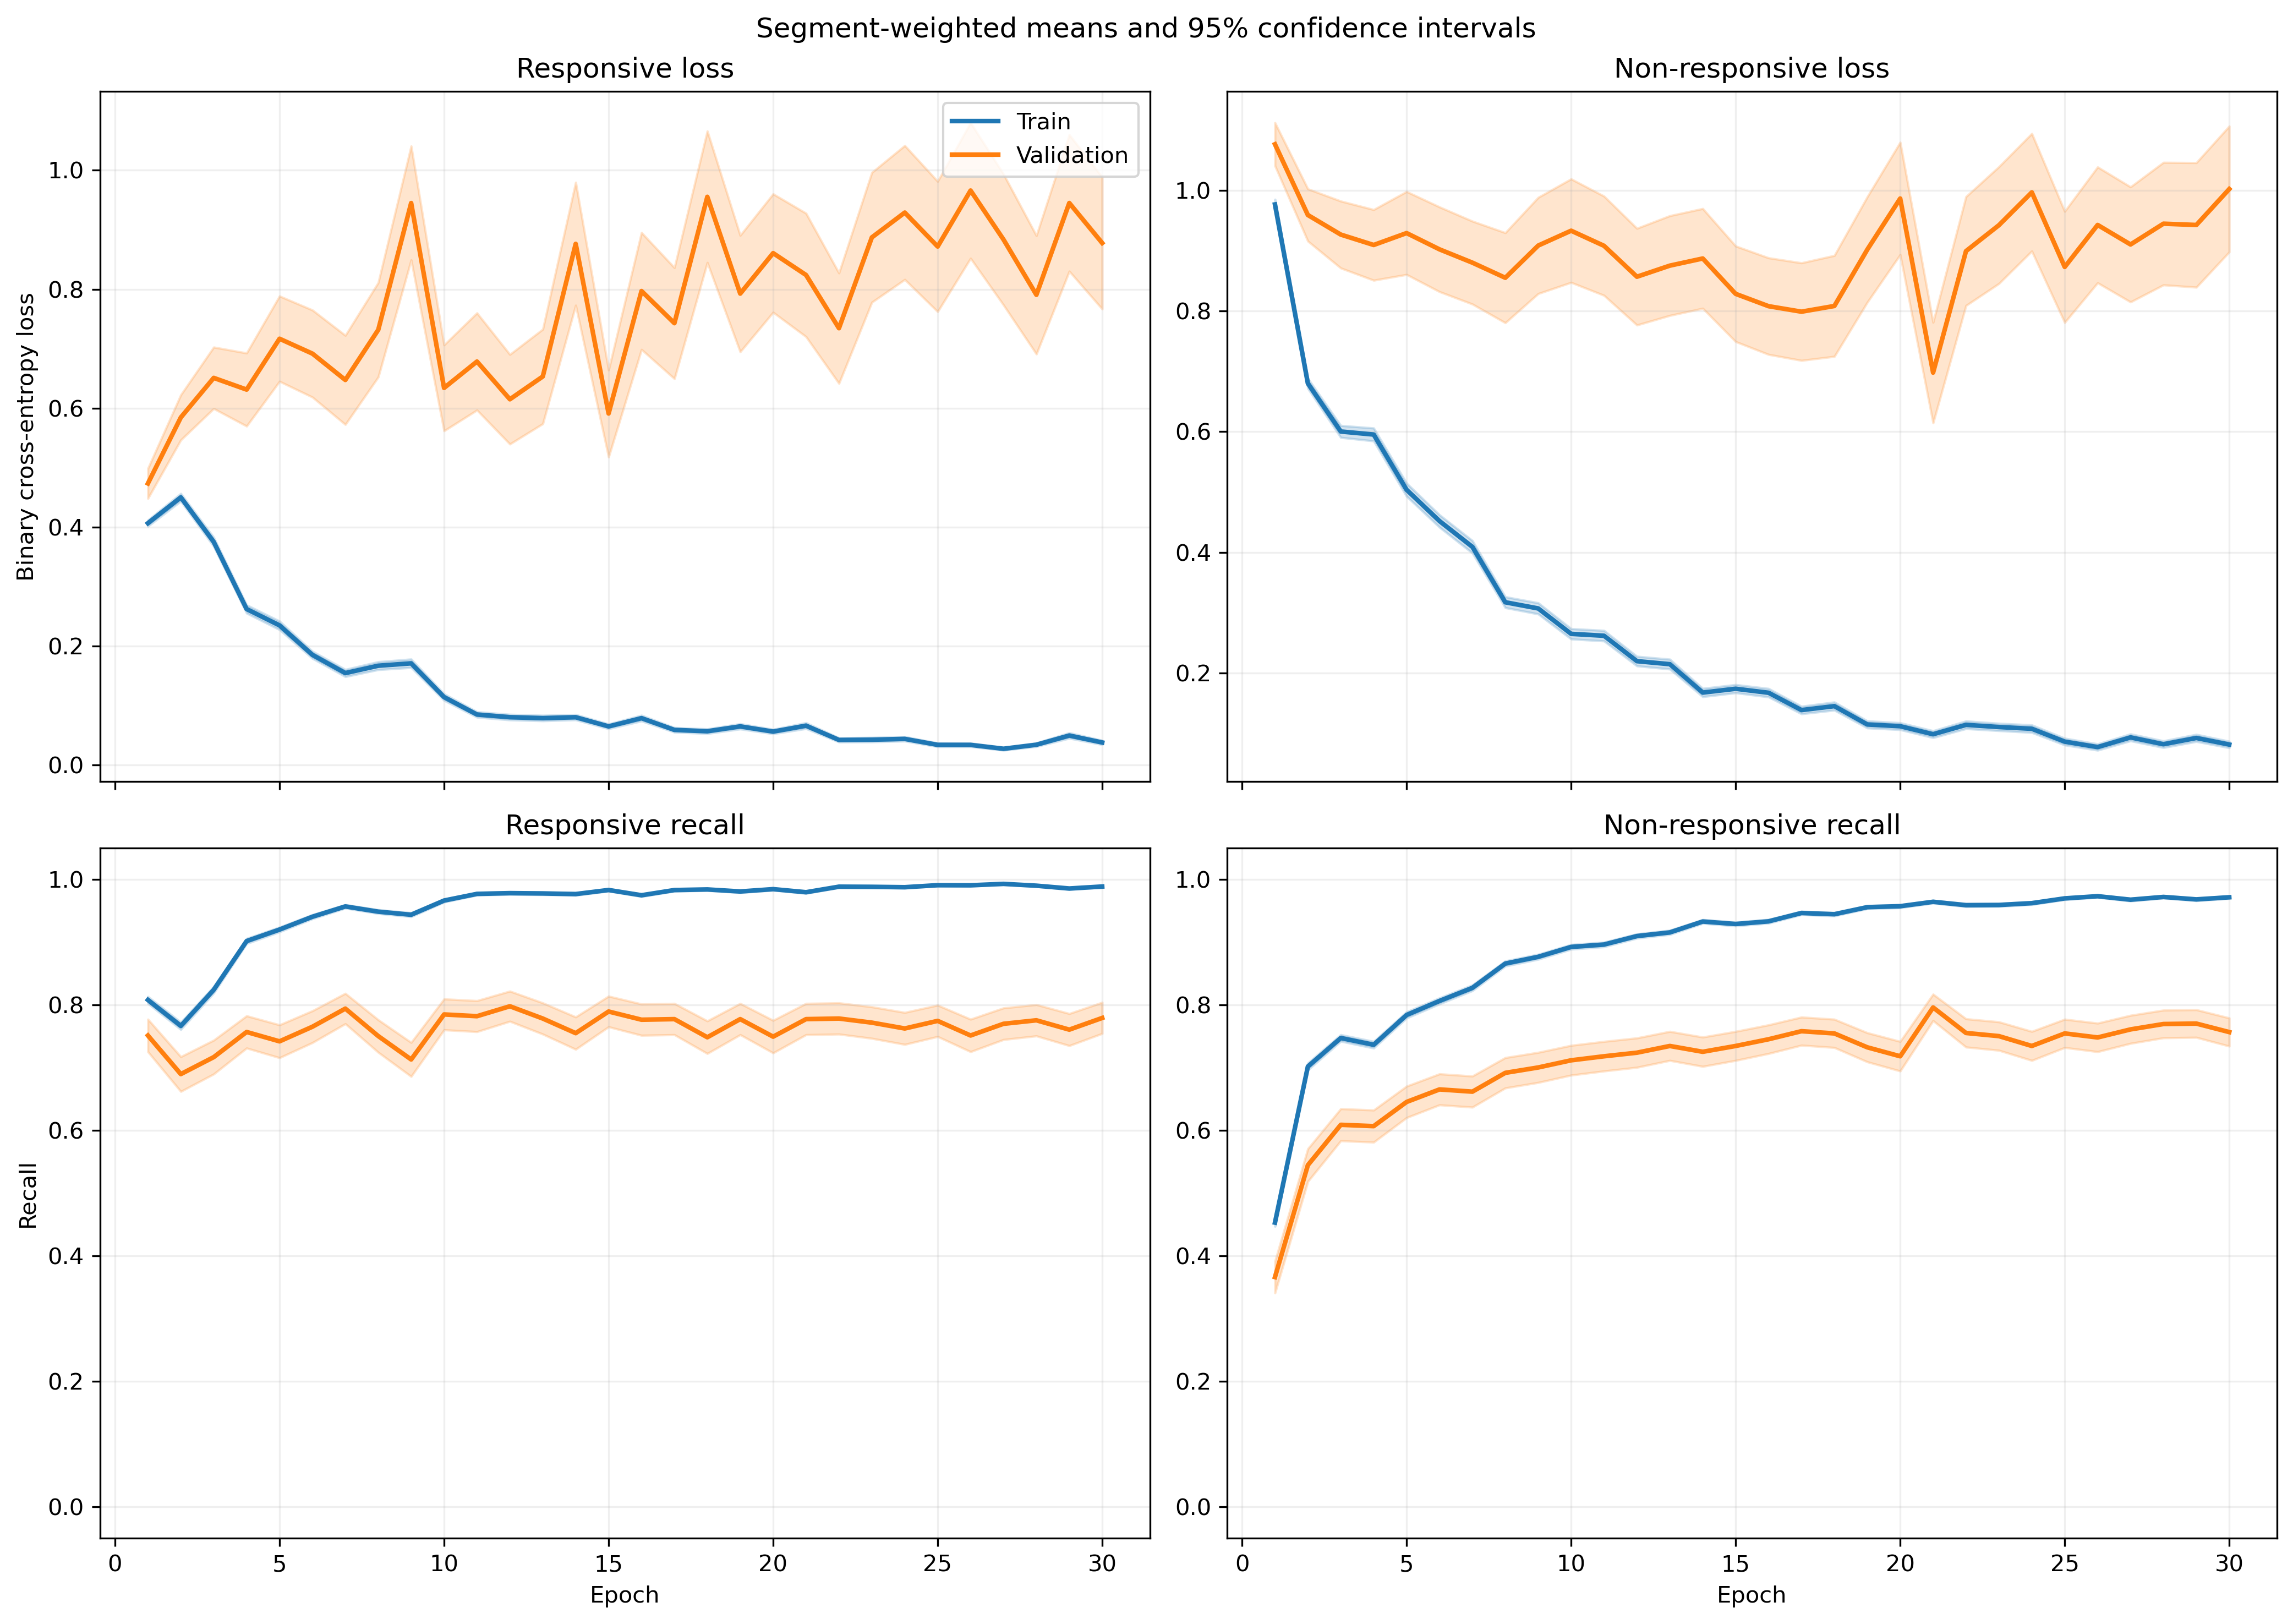 Segment-weighted means and 95% confidence intervals
Responsive loss
Binary cross-entropy loss
1.0
0.8
0.6
0.4
0.2
0.0
Train
Validation
Non-responsive loss
1.0
0.8
0.6
0.4
0.2
Responsive recall
Recall
1.0
0.8
0.6
0.4
0.2
0.0
0 5 10 15 20 25 30
Epoch
Non-responsive recall
1.0
0.8
0.6
0.4
0.2
0.0
0 5 10 15 20 25 30
Epoch